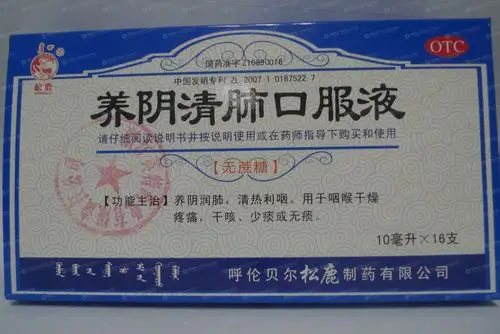 国药准字Z10890016
OTC
中国发明专利 ZL 2007 1 0187522.7
松鹿
养阴清肺口服液
请仔细阅读说明书并按说明使用或在药师指导下购买和使用
【无蔗糖】
【功能主治】养阴润肺,清热利咽。用于咽喉干燥
疼痛,干咳、少痰或无痰。
10毫升×16支
呼伦贝尔松鹿制药有限公司